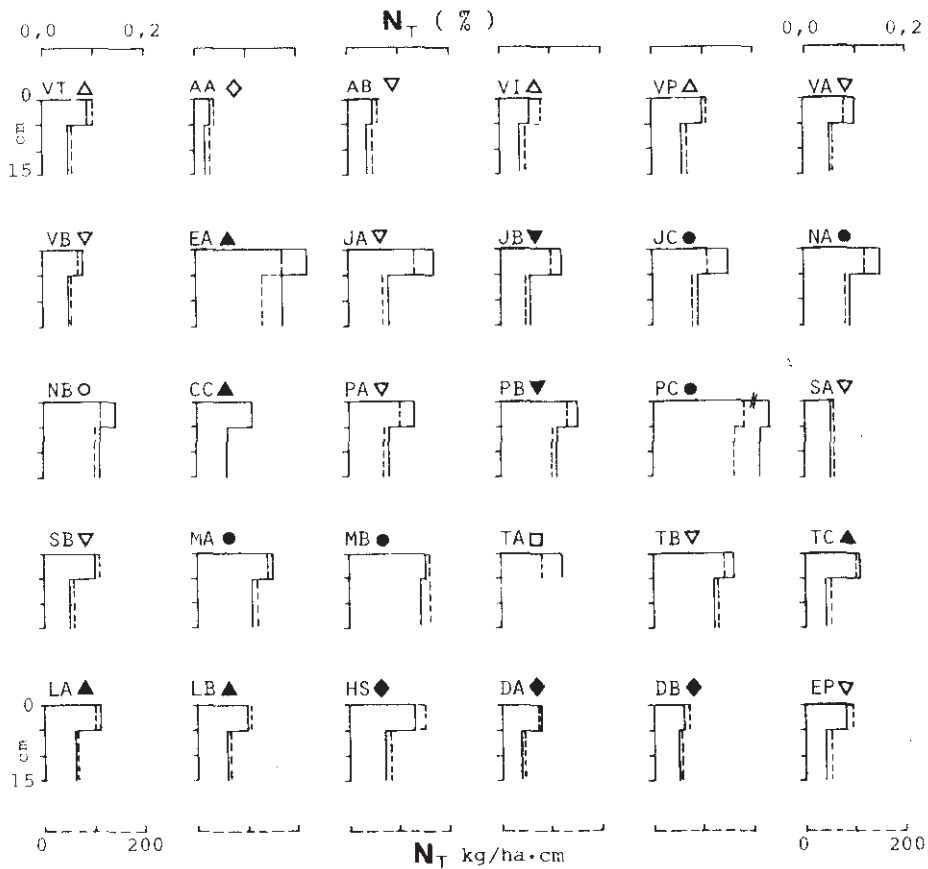 N_T ( % )
0,0 0,2 0,0 0,2
VT AA AB VI VP VA
0
cm
15
VB EA JA JB JC NA
NB CC PA PB PC SA
SB MA MB TA TB TC
LA LB HS DA DB EP
0
cm
15
0 200 0 200
N_T kg/ha·cm